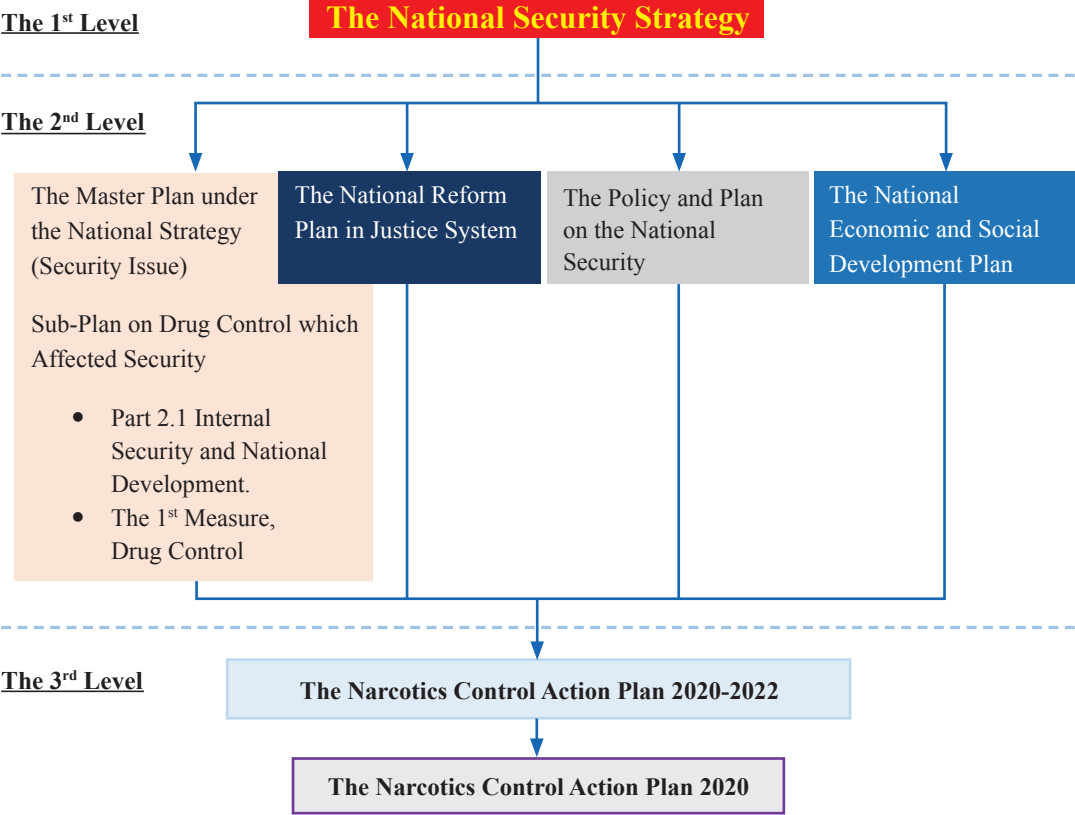 The 1st Level
The National Security Strategy
The 2nd Level
The Master Plan under
the National Strategy
(Security Issue)
Sub-Plan on Drug Control which
Affected Security
• Part 2.1 Internal
Security and National
Development.
• The 1st Measure,
Drug Control
The National Reform
Plan in Justice System
The Policy and Plan
on the National
Security
The National
Economic and Social
Development Plan
The 3rd Level
The Narcotics Control Action Plan 2020-2022
The Narcotics Control Action Plan 2020